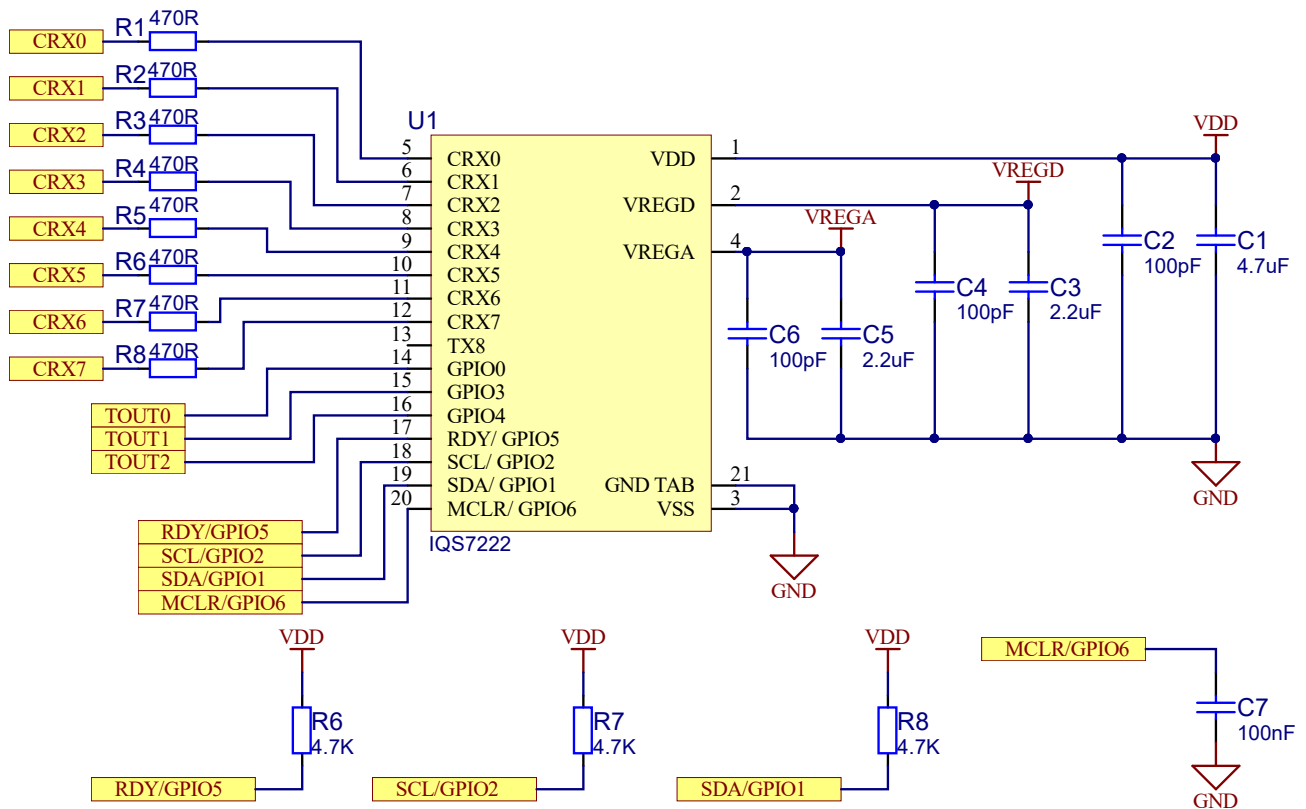 CRX0 R1 470R
CRX1 R2 470R
CRX2 R3 470R
CRX3 R4 470R
CRX4 R5 470R
CRX5 R6 470R
CRX6 R7 470R
CRX7 R8 470R
TOUT0
TOUT1
TOUT2
RDY/GPIO5
SCL/GPIO2
SDA/GPIO1
MCLR/GPIO6
U1
5 CRX0
6 CRX1
7 CRX2
8 CRX3
9 CRX4
10 CRX5
11 CRX6
12 CRX7
13 TX8
14 GPIO0
15 GPIO3
16 GPIO4
17 RDY/ GPIO5
18 SCL/ GPIO2
19 SDA/ GPIO1
20 MCLR/ GPIO6
VDD 1
VREGD 2
VREGA 4
GND TAB 21
VSS 3
IQS7222
VDD
VREGD
VREGA
C2
100pF
C1
4.7uF
C4
100pF
C3
2.2uF
C6
100pF
C5
2.2uF
GND
GND
VDD
R6
4.7K
RDY/GPIO5
VDD
R7
4.7K
SCL/GPIO2
VDD
R8
4.7K
SDA/GPIO1
MCLR/GPIO6
C7
100nF
GND